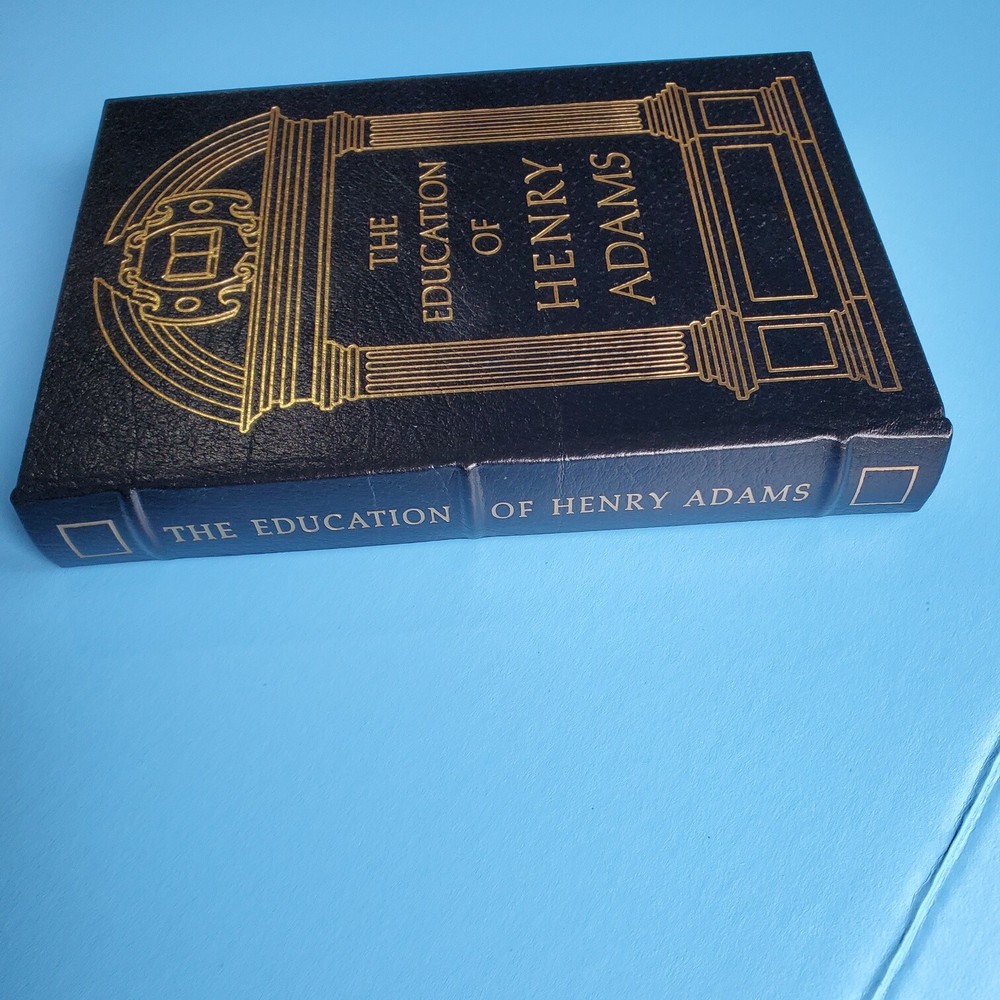 THE
EDUCATION
OF
HENRY
ADAMS
THE EDUCATION OF HENRY ADAMS